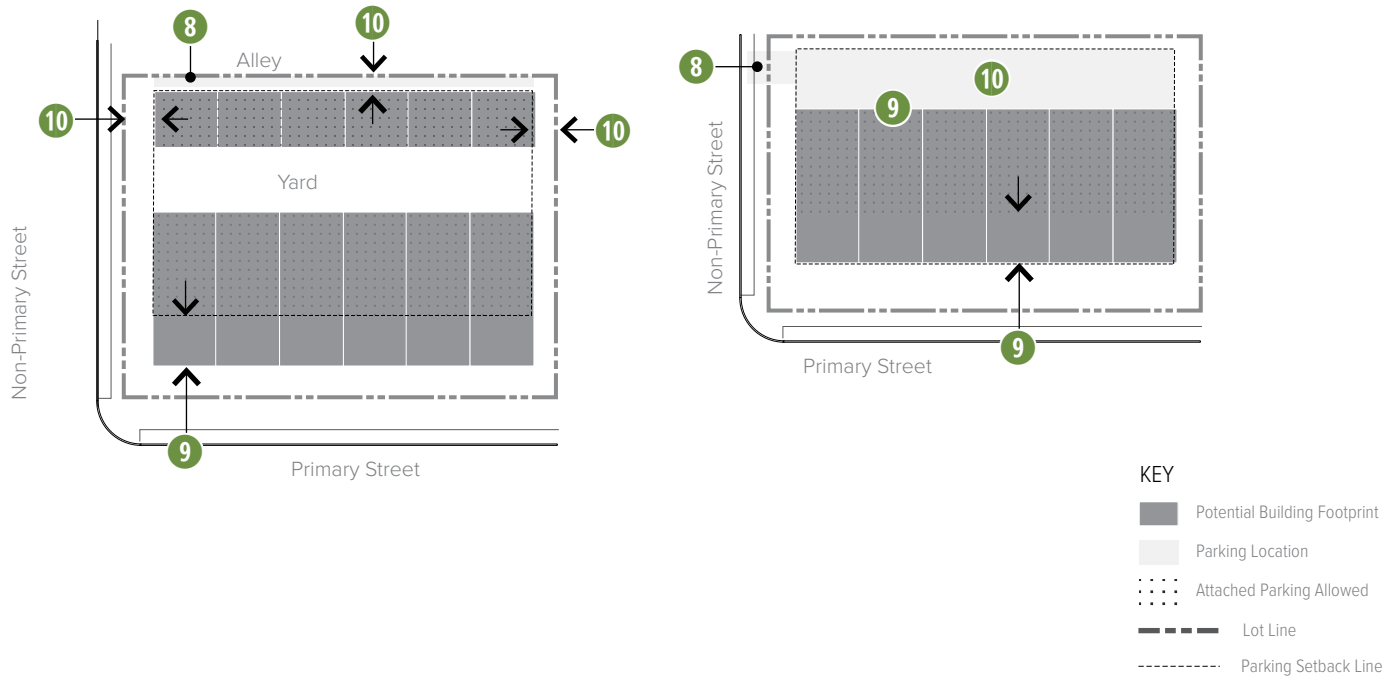 8
10
Alley
10
10
Yard
Non-Primary Street
9
Primary Street
8
10
9
Non-Primary Street
9
Primary Street
KEY
Potential Building Footprint
Parking Location
Attached Parking Allowed
Lot Line
Parking Setback Line